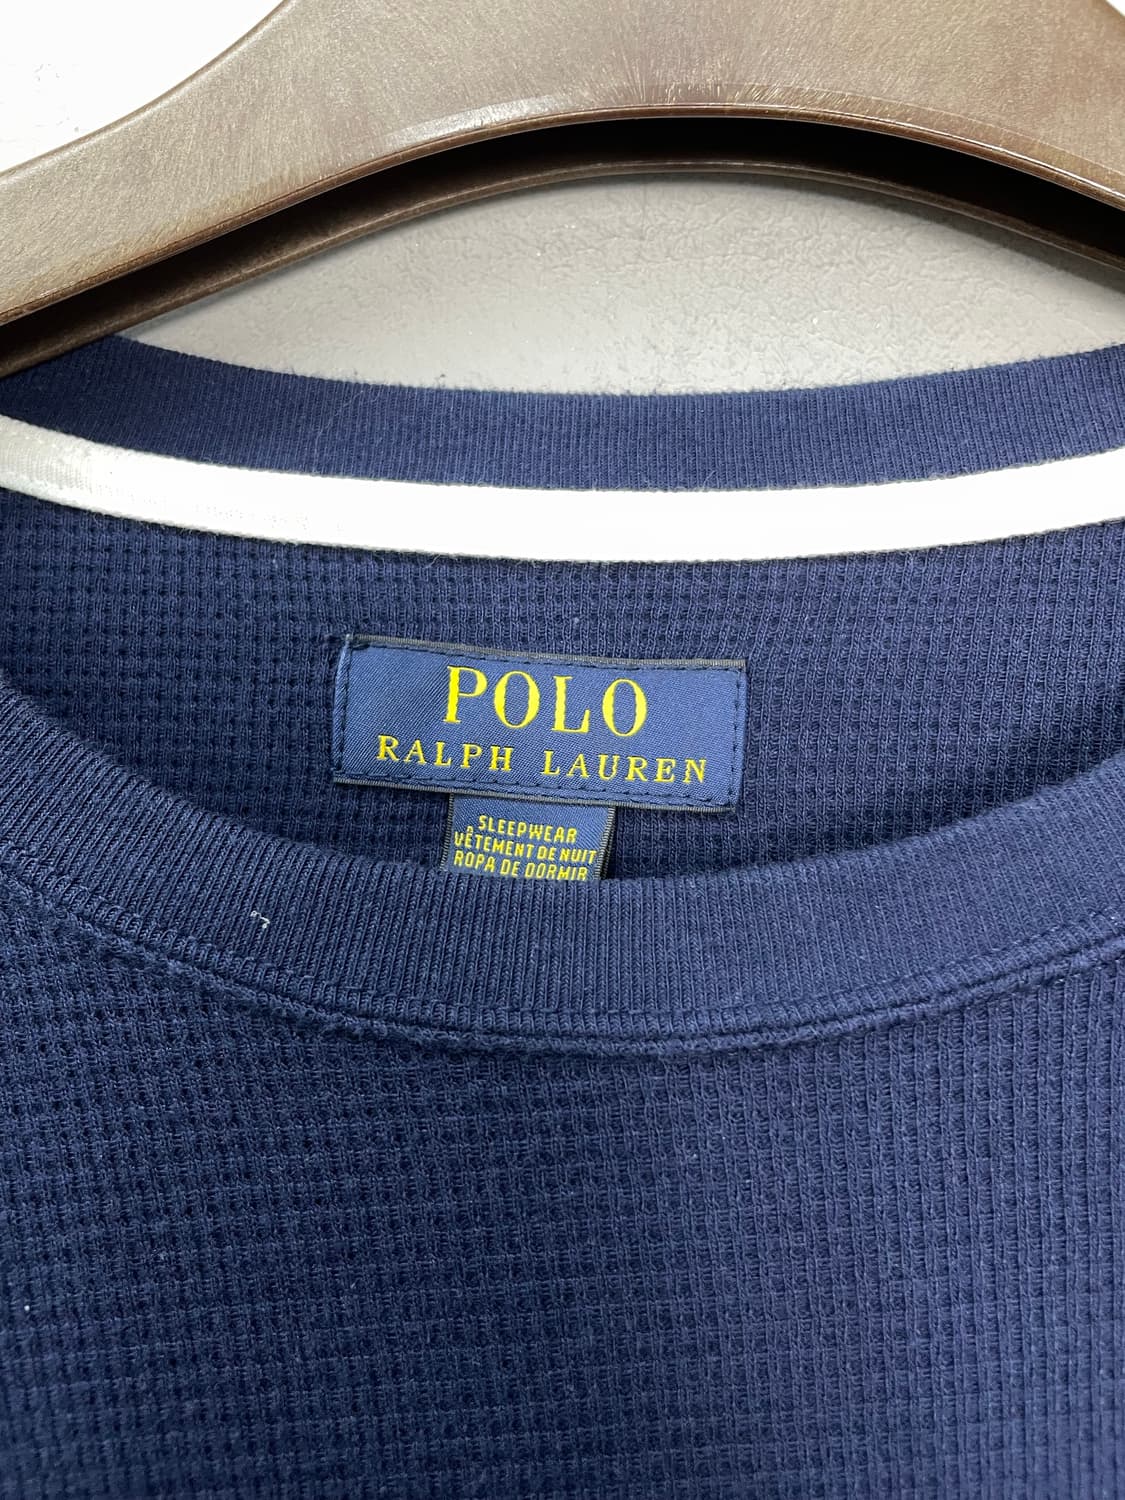 POLO
RALPH LAUREN
SLEEPWEAR
VÊTEMENT DE NUIT
ROPA DE DORMIR